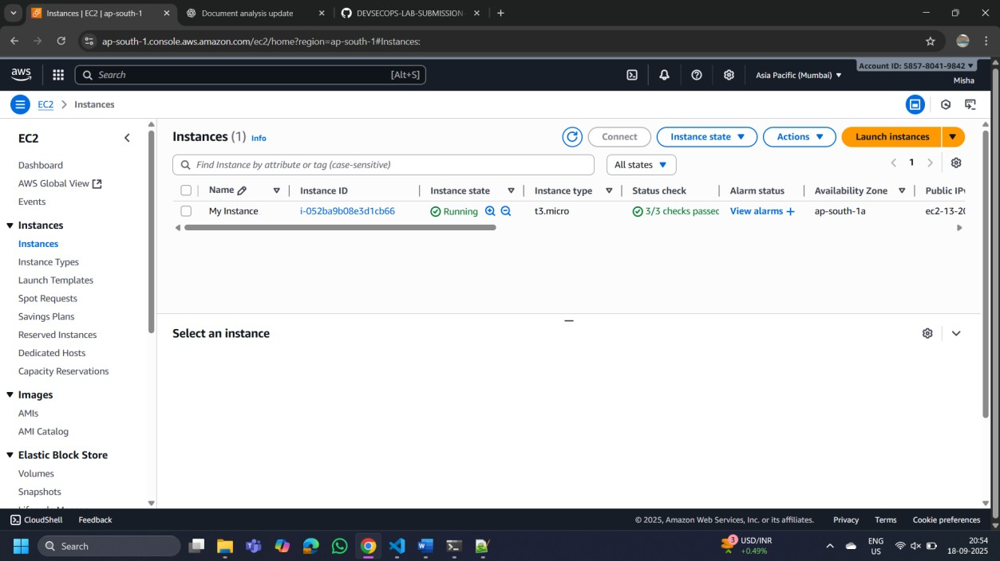 Instances | EC2 | ap-south-1
Document analysis update
DEVSECOPS-LAB-SUBMISSION
ap-south-1.console.aws.amazon.com/ec2/home?region=ap-south-1#Instances:
aws
Search [Alt+S]
Asia Pacific (Mumbai)
Account ID: 5857-8041-9842
Misha
EC2 > Instances
EC2
Dashboard
AWS Global View
Events
Instances
Instances
Instance Types
Launch Templates
Spot Requests
Savings Plans
Reserved Instances
Dedicated Hosts
Capacity Reservations
Images
AMIs
AMI Catalog
Elastic Block Store
Volumes
Snapshots
Instances (1) Info
Connect
Instance state
Actions
Launch instances
Find Instance by attribute or tag (case-sensitive)
All states
1
Name Instance ID Instance state Instance type Status check Alarm status Availability Zone Public IPv
My Instance i-052ba9b08e3d1cb66 Running t3.micro 3/3 checks passec View alarms + ap-south-1a ec2-13-20
Select an instance
CloudShell Feedback
© 2025, Amazon Web Services, Inc. or its affiliates. Privacy Terms Cookie preferences
Search
3
USD/INR
+0.49%
ENG
US
20:54
18-09-2025